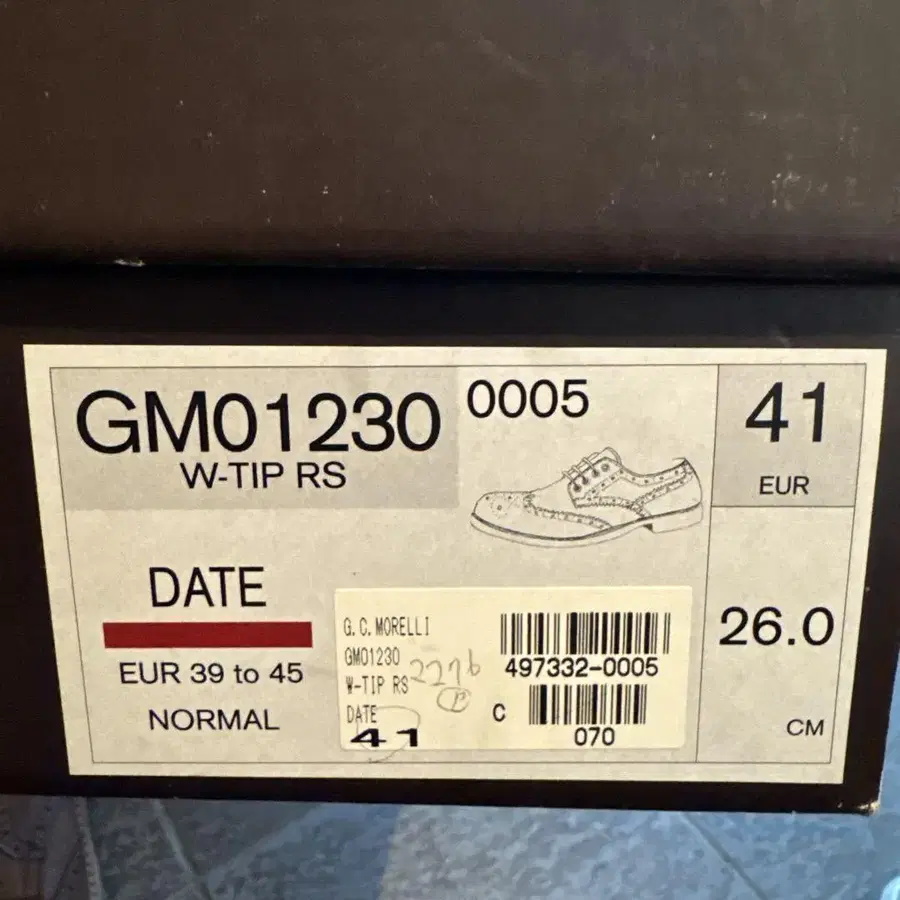 GM01230
W-TIP RS
0005
41
EUR
DATE
EUR 39 to 45
NORMAL
G.C.MORELLI
GM01230
W-TIP RS
DATE
41
2276
497332-0005
C
070
26.0
CM